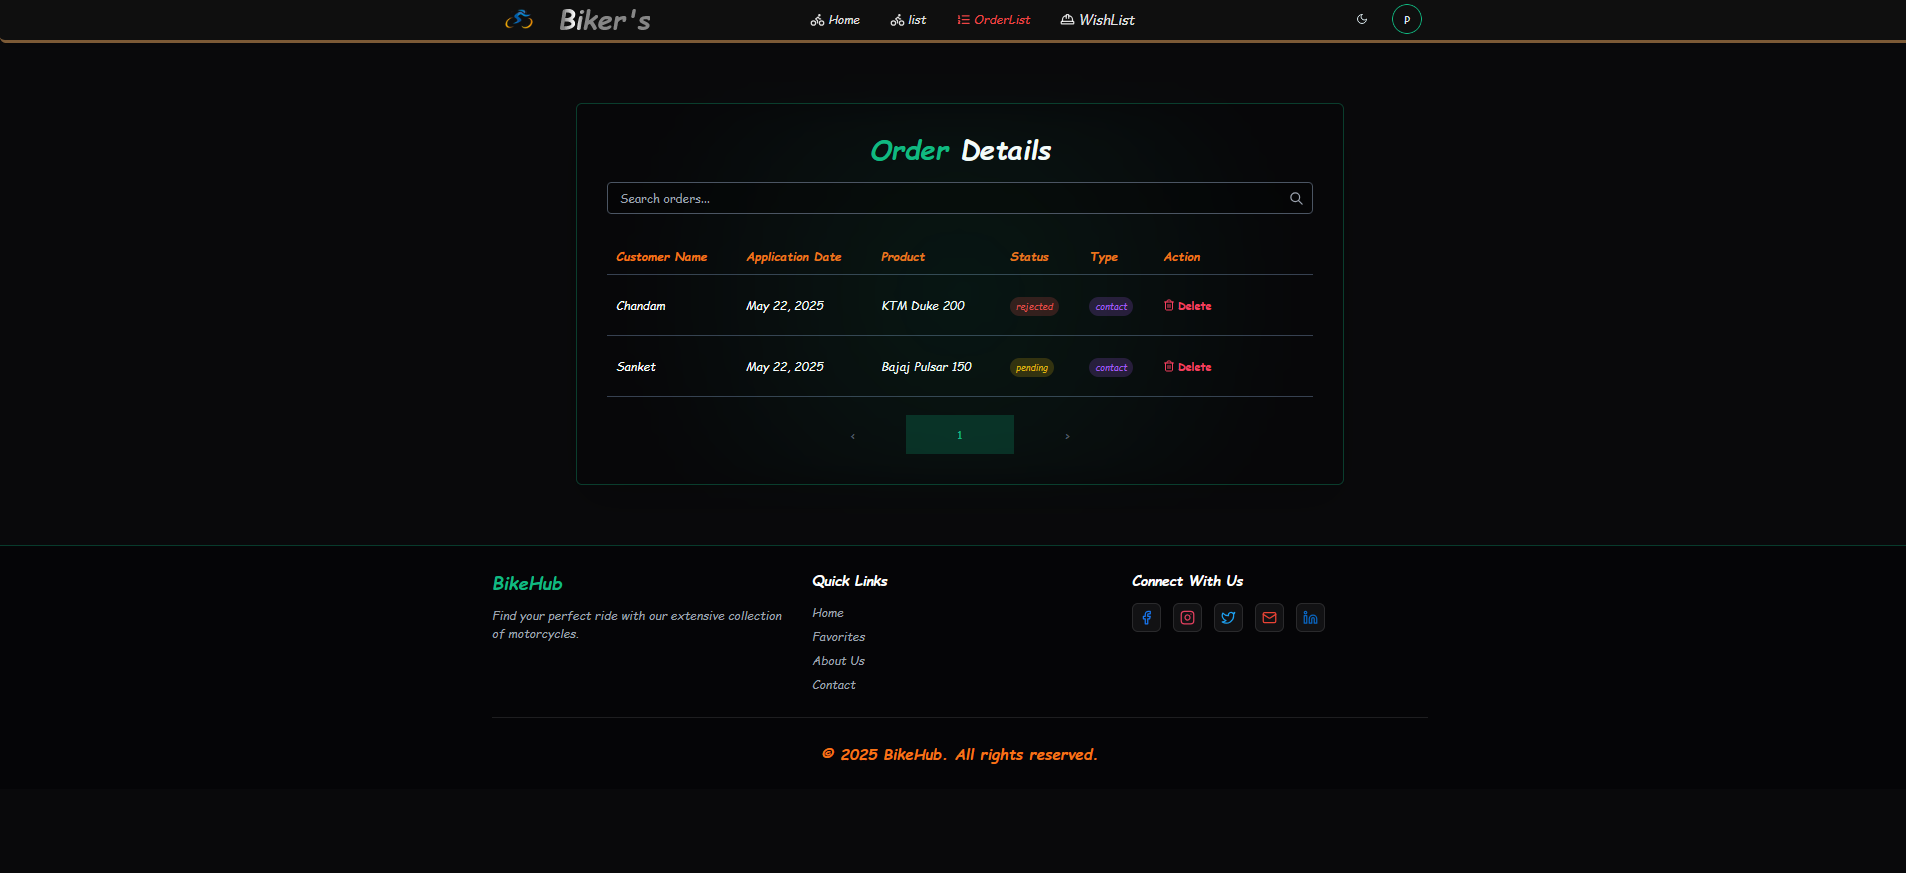 Biker's
Home
list
OrderList
WishList
P
Order Details
Search orders...
Customer Name Application Date Product Status Type Action
Chandam May 22, 2025 KTM Duke 200 rejected contact Delete
Sanket May 22, 2025 Bajaj Pulsar 150 pending contact Delete
‹ 1 ›
BikeHub
Find your perfect ride with our extensive collection
of motorcycles.
Quick Links
Home
Favorites
About Us
Contact
Connect With Us
© 2025 BikeHub. All rights reserved.